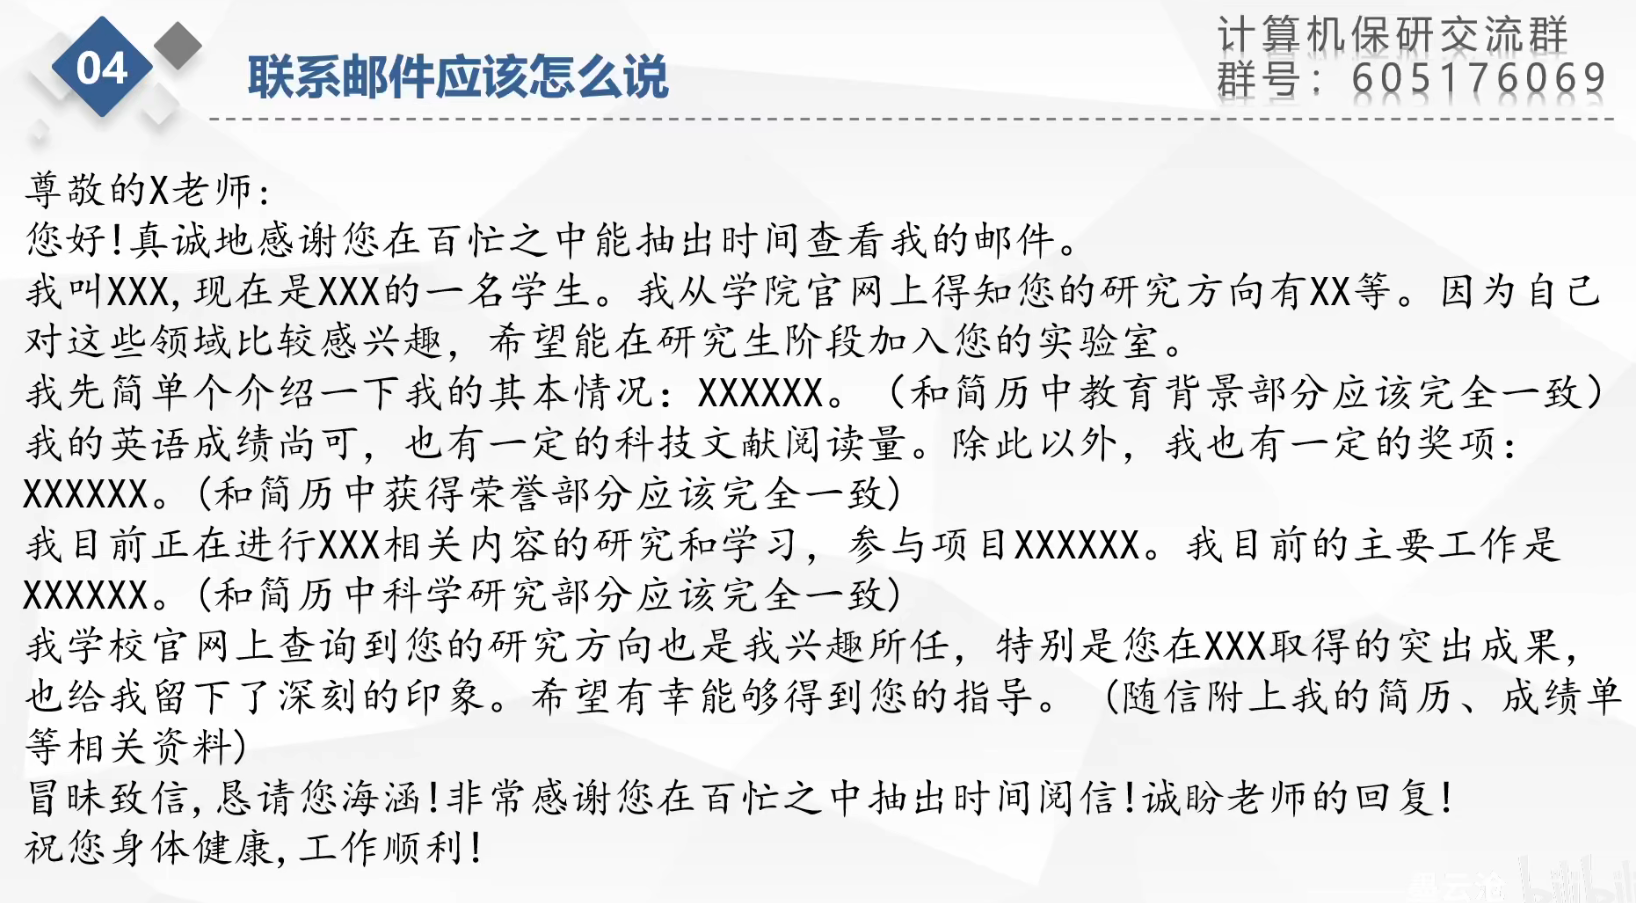 04
联系邮件应该怎么说
计算机保研交流群
群号：605176069
尊敬的X老师：
您好!真诚地感谢您在百忙之中能抽出时间查看我的邮件。
我叫XXX,现在是XXX的一名学生。我从学院官网上得知您的研究方向有XX等。因为自己
对这些领域比较感兴趣，希望能在研究生阶段加入您的实验室。
我先简单个介绍一下我的其本情况：XXXXXX。（和简历中教育背景部分应该完全一致）
我的英语成绩尚可，也有一定的科技文献阅读量。除此以外，我也有一定的奖项：
XXXXXX。(和简历中获得荣誉部分应该完全一致)
我目前正在进行XXX相关内容的研究和学习，参与项目XXXXXX。我目前的主要工作是
XXXXXX。(和简历中科学研究部分应该完全一致)
我学校官网上查询到您的研究方向也是我兴趣所任，特别是您在XXX取得的突出成果，
也给我留下了深刻的印象。希望有幸能够得到您的指导。 (随信附上我的简历、成绩单
等相关资料)
冒昧致信,恳请您海涵!非常感谢您在百忙之中抽出时间阅信!诚盼老师的回复!
祝您身体健康,工作顺利!
bilibili